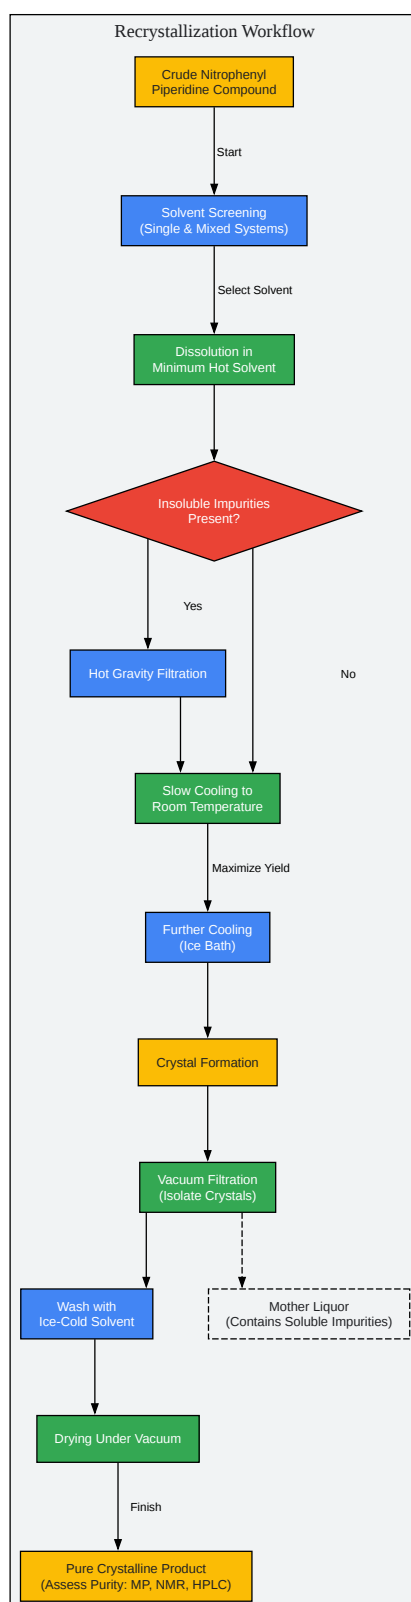 Recrystallization Workflow
Crude Nitrophenyl
Piperidine Compound
Start
Solvent Screening
(Single & Mixed Systems)
Select Solvent
Dissolution in
Minimum Hot Solvent
Insoluble Impurities
Present?
Yes
Hot Gravity Filtration
No
Slow Cooling to
Room Temperature
Maximize Yield
Further Cooling
(Ice Bath)
Crystal Formation
Vacuum Filtration
(Isolate Crystals)
Wash with
Ice-Cold Solvent
Mother Liquor
(Contains Soluble Impurities)
Drying Under Vacuum
Finish
Pure Crystalline Product
(Assess Purity: MP, NMR, HPLC)